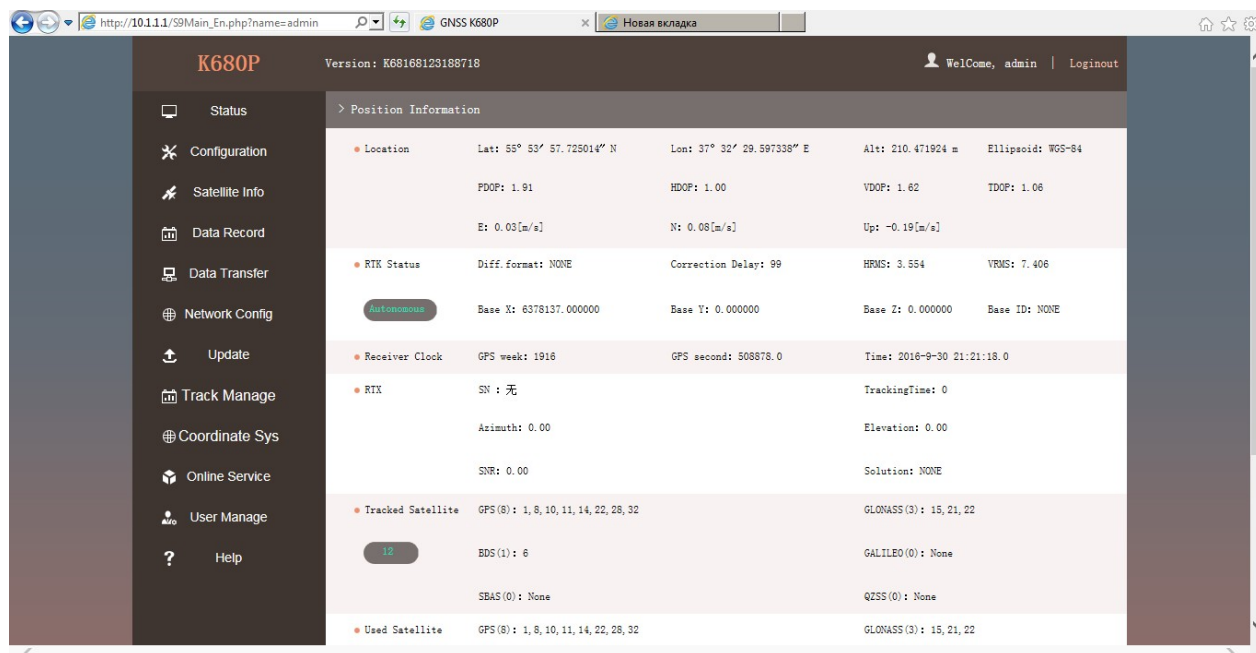 http://10.1.1.1/S9Main_En.php?name=admin GNSS K680P Новая вкладка
K680P Version: K68168123188718 WelCome, admin | Loginout
Status
Configuration
Satellite Info
Data Record
Data Transfer
Network Config
Update
Track Manage
Coordinate Sys
Online Service
User Manage
Help
> Position Information
Location Lat: 55° 53′ 57.725014″ N Lon: 37° 32′ 29.597338″ E Alt: 210.471924 m Ellipsoid: WGS-84
PDOP: 1.91 HDOP: 1.00 VDOP: 1.62 TDOP: 1.06
E: 0.03[m/s] N: 0.08[m/s] Up: -0.19[m/s]
RTK Status Diff.format: NONE Correction Delay: 99 HRMS: 3.554 VRMS: 7.406
Autonomous Base X: 6378137.000000 Base Y: 0.000000 Base Z: 0.000000 Base ID: NONE
Receiver Clock GPS week: 1916 GPS second: 508878.0 Time: 2016-9-30 21:21:18.0
RTX SN : 无 TrackingTime: 0
Azimuth: 0.00 Elevation: 0.00
SNR: 0.00 Solution: NONE
Tracked Satellite GPS(8): 1,8,10,11,14,22,28,32 GLONASS(3): 15,21,22
12 BDS(1): 6 GALILEO(0): None
SBAS(0): None QZSS(0): None
Used Satellite GPS(8): 1,8,10,11,14,22,28,32 GLONASS(3): 15,21,22